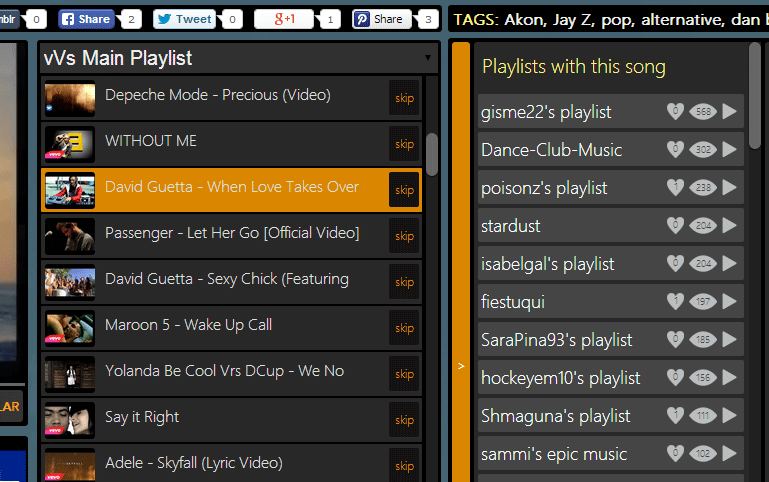 0
Share 2
Tweet 0
g+1 1
Share 3
TAGS: Akon, Jay Z, pop, alternative, dan
vVs Main Playlist
Depeche Mode - Precious (Video)
skip
WITHOUT ME
skip
David Guetta - When Love Takes Over
skip
Passenger - Let Her Go [Official Video]
skip
David Guetta - Sexy Chick (Featuring
skip
Maroon 5 - Wake Up Call
skip
Yolanda Be Cool Vrs DCup - We No
skip
Say it Right
skip
Adele - Skyfall (Lyric Video)
skip
LAR
>
Playlists with this song
gisme22's playlist 0 568
Dance-Club-Music 0 302
poisonz's playlist 1 238
stardust 0 204
isabelgal's playlist 0 204
fiestuqui 1 197
SaraPina93's playlist 0 185
hockeyem10's playlist 0 156
Shmaguna's playlist 1 111
sammi's epic music 0 102